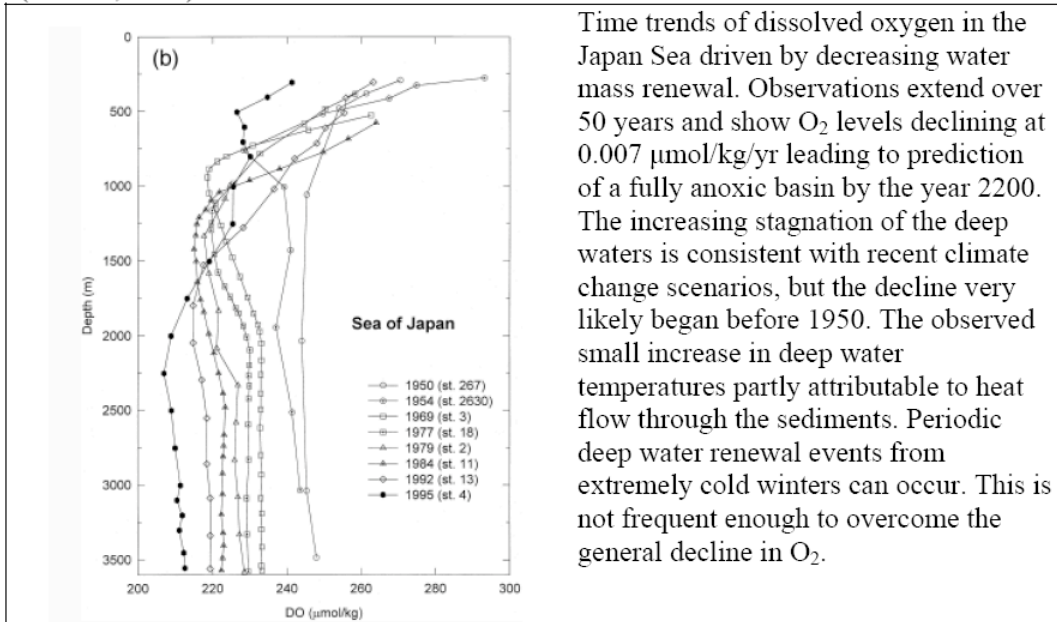 0
(b)
500
1000
1500
2000
2500
3000
3500
Depth (m)
Sea of Japan
1950 (st. 267)
1954 (st. 2630)
1969 (st. 3)
1977 (st. 18)
1979 (st. 2)
1984 (st. 11)
1992 (st. 13)
1995 (st. 4)
200 220 240 260 280 300
DO (μmol/kg)
Time trends of dissolved oxygen in the
Japan Sea driven by decreasing water
mass renewal. Observations extend over
50 years and show O₂ levels declining at
0.007 μmol/kg/yr leading to prediction
of a fully anoxic basin by the year 2200.
The increasing stagnation of the deep
waters is consistent with recent climate
change scenarios, but the decline very
likely began before 1950. The observed
small increase in deep water
temperatures partly attributable to heat
flow through the sediments. Periodic
deep water renewal events from
extremely cold winters can occur. This is
not frequent enough to overcome the
general decline in O₂.